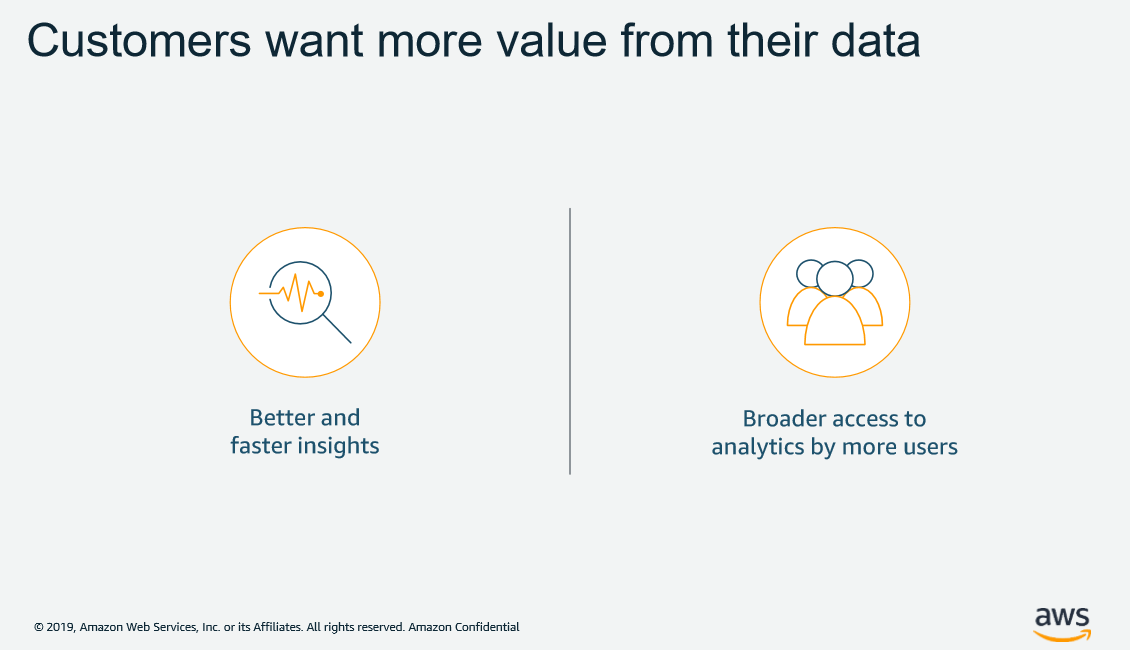 Customers want more value from their data
Better and
faster insights
Broader access to
analytics by more users
© 2019, Amazon Web Services, Inc. or its Affiliates. All rights reserved. Amazon Confidential
aws